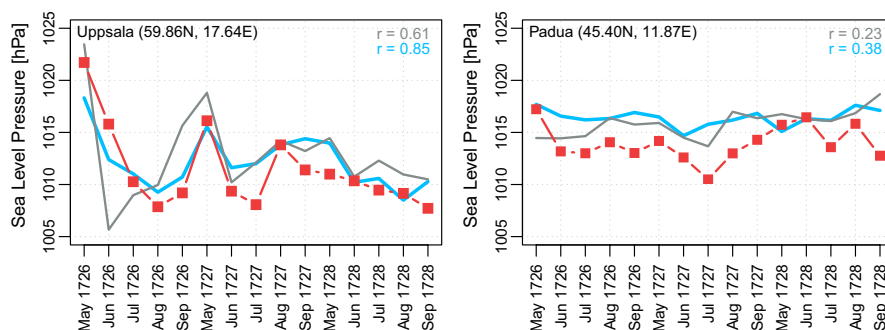 Uppsala (59.86N, 17.64E)
r = 0.61
r = 0.85
Sea Level Pressure [hPa]
1025
1020
1015
1010
1005
May 1726
Jun 1726
Jul 1726
Aug 1726
Sep 1726
May 1727
Jun 1727
Jul 1727
Aug 1727
Sep 1727
May 1728
Jun 1728
Jul 1728
Aug 1728
Sep 1728
Padua (45.40N, 11.87E)
r = 0.23
r = 0.38
Sea Level Pressure [hPa]
1025
1020
1015
1010
1005
May 1726
Jun 1726
Jul 1726
Aug 1726
Sep 1726
May 1727
Jun 1727
Jul 1727
Aug 1727
Sep 1727
May 1728
Jun 1728
Jul 1728
Aug 1728
Sep 1728